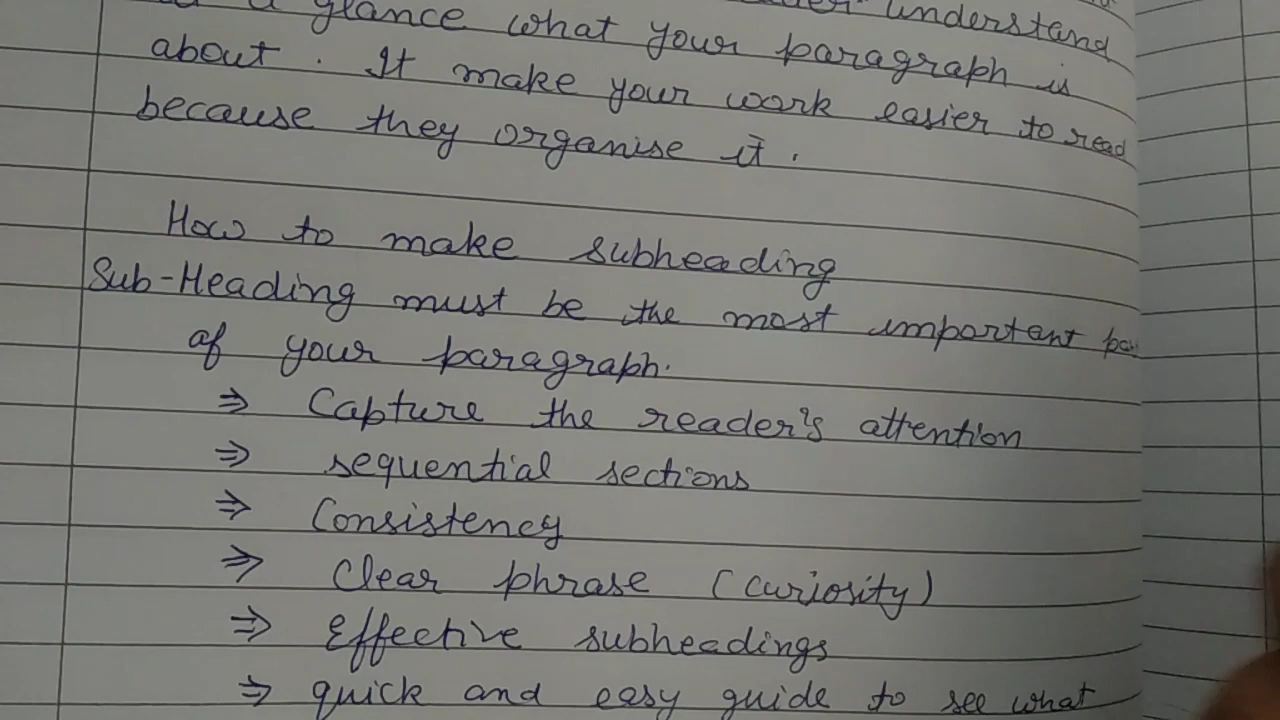 a glance what your paragraph is understand
about. It make your work easier to read
because they organise it.
How to make subheading
Sub-Heading must be the most important
of your paragraph.
⇒ Capture the reader's attention
⇒ sequential sections
⇒ Consistency
⇒ Clear phrase (curiosity)
⇒ Effective subheadings
⇒ quick and easy guide to see what